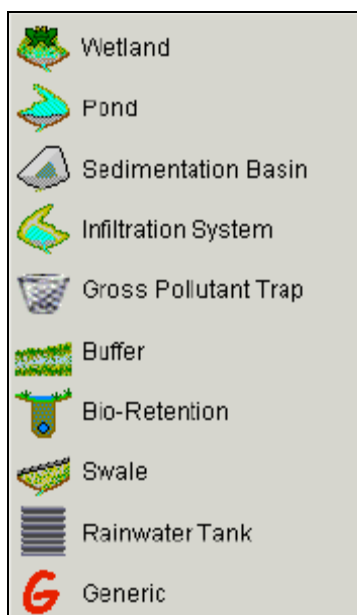 Wetland
Pond
Sedimentation Basin
Infiltration System
Gross Pollutant Trap
Buffer
Bio-Retention
Swale
Rainwater Tank
G Generic